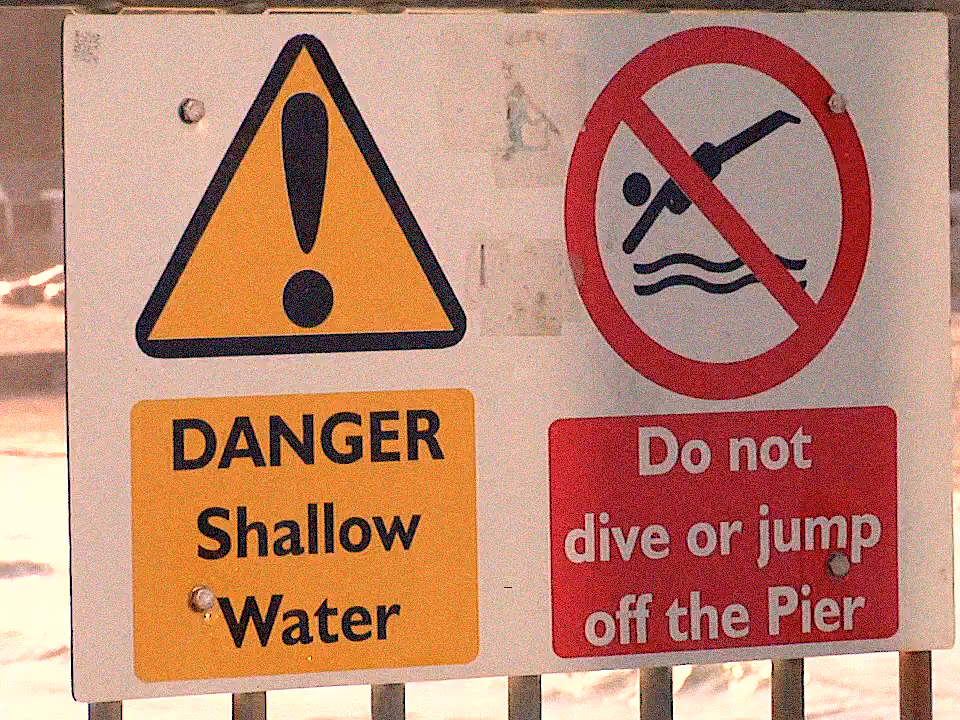 DANGER
Shallow
Water
Do not
dive or jump
off the Pier